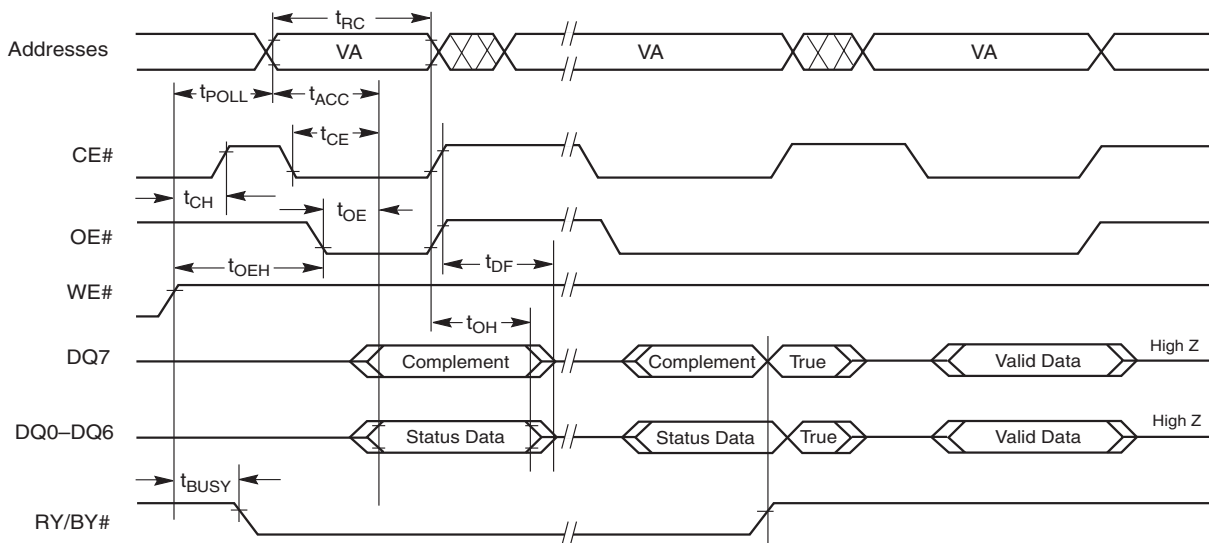 tRC
Addresses VA VA VA
tPOLL tACC
tCE
CE#
tCH
tOE
OE#
tOEH tDF
WE#
tOH
DQ7 Complement Complement True Valid Data High Z
DQ0–DQ6 Status Data Status Data True Valid Data High Z
tBUSY
RY/BY#